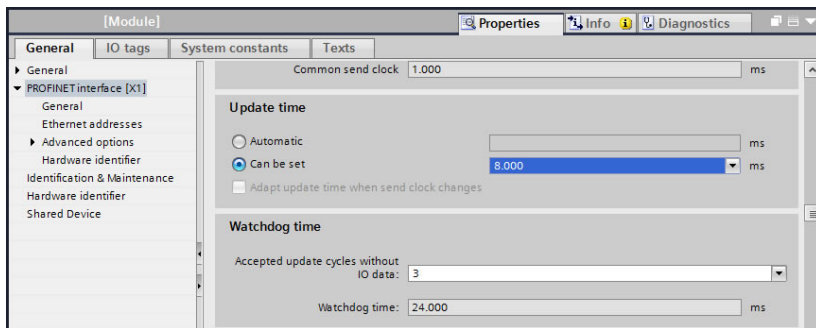 [Module]
Properties
Info
Diagnostics
General
IO tags
System constants
Texts
General
PROFINET interface [X1]
General
Ethernet addresses
Advanced options
Hardware identifier
Identification & Maintenance
Hardware identifier
Shared Device
Common send clock 1.000 ms
Update time
Automatic ms
Can be set 8.000 ms
Adapt update time when send clock changes
Watchdog time
Accepted update cycles without
IO data: 3
Watchdog time: 24.000 ms